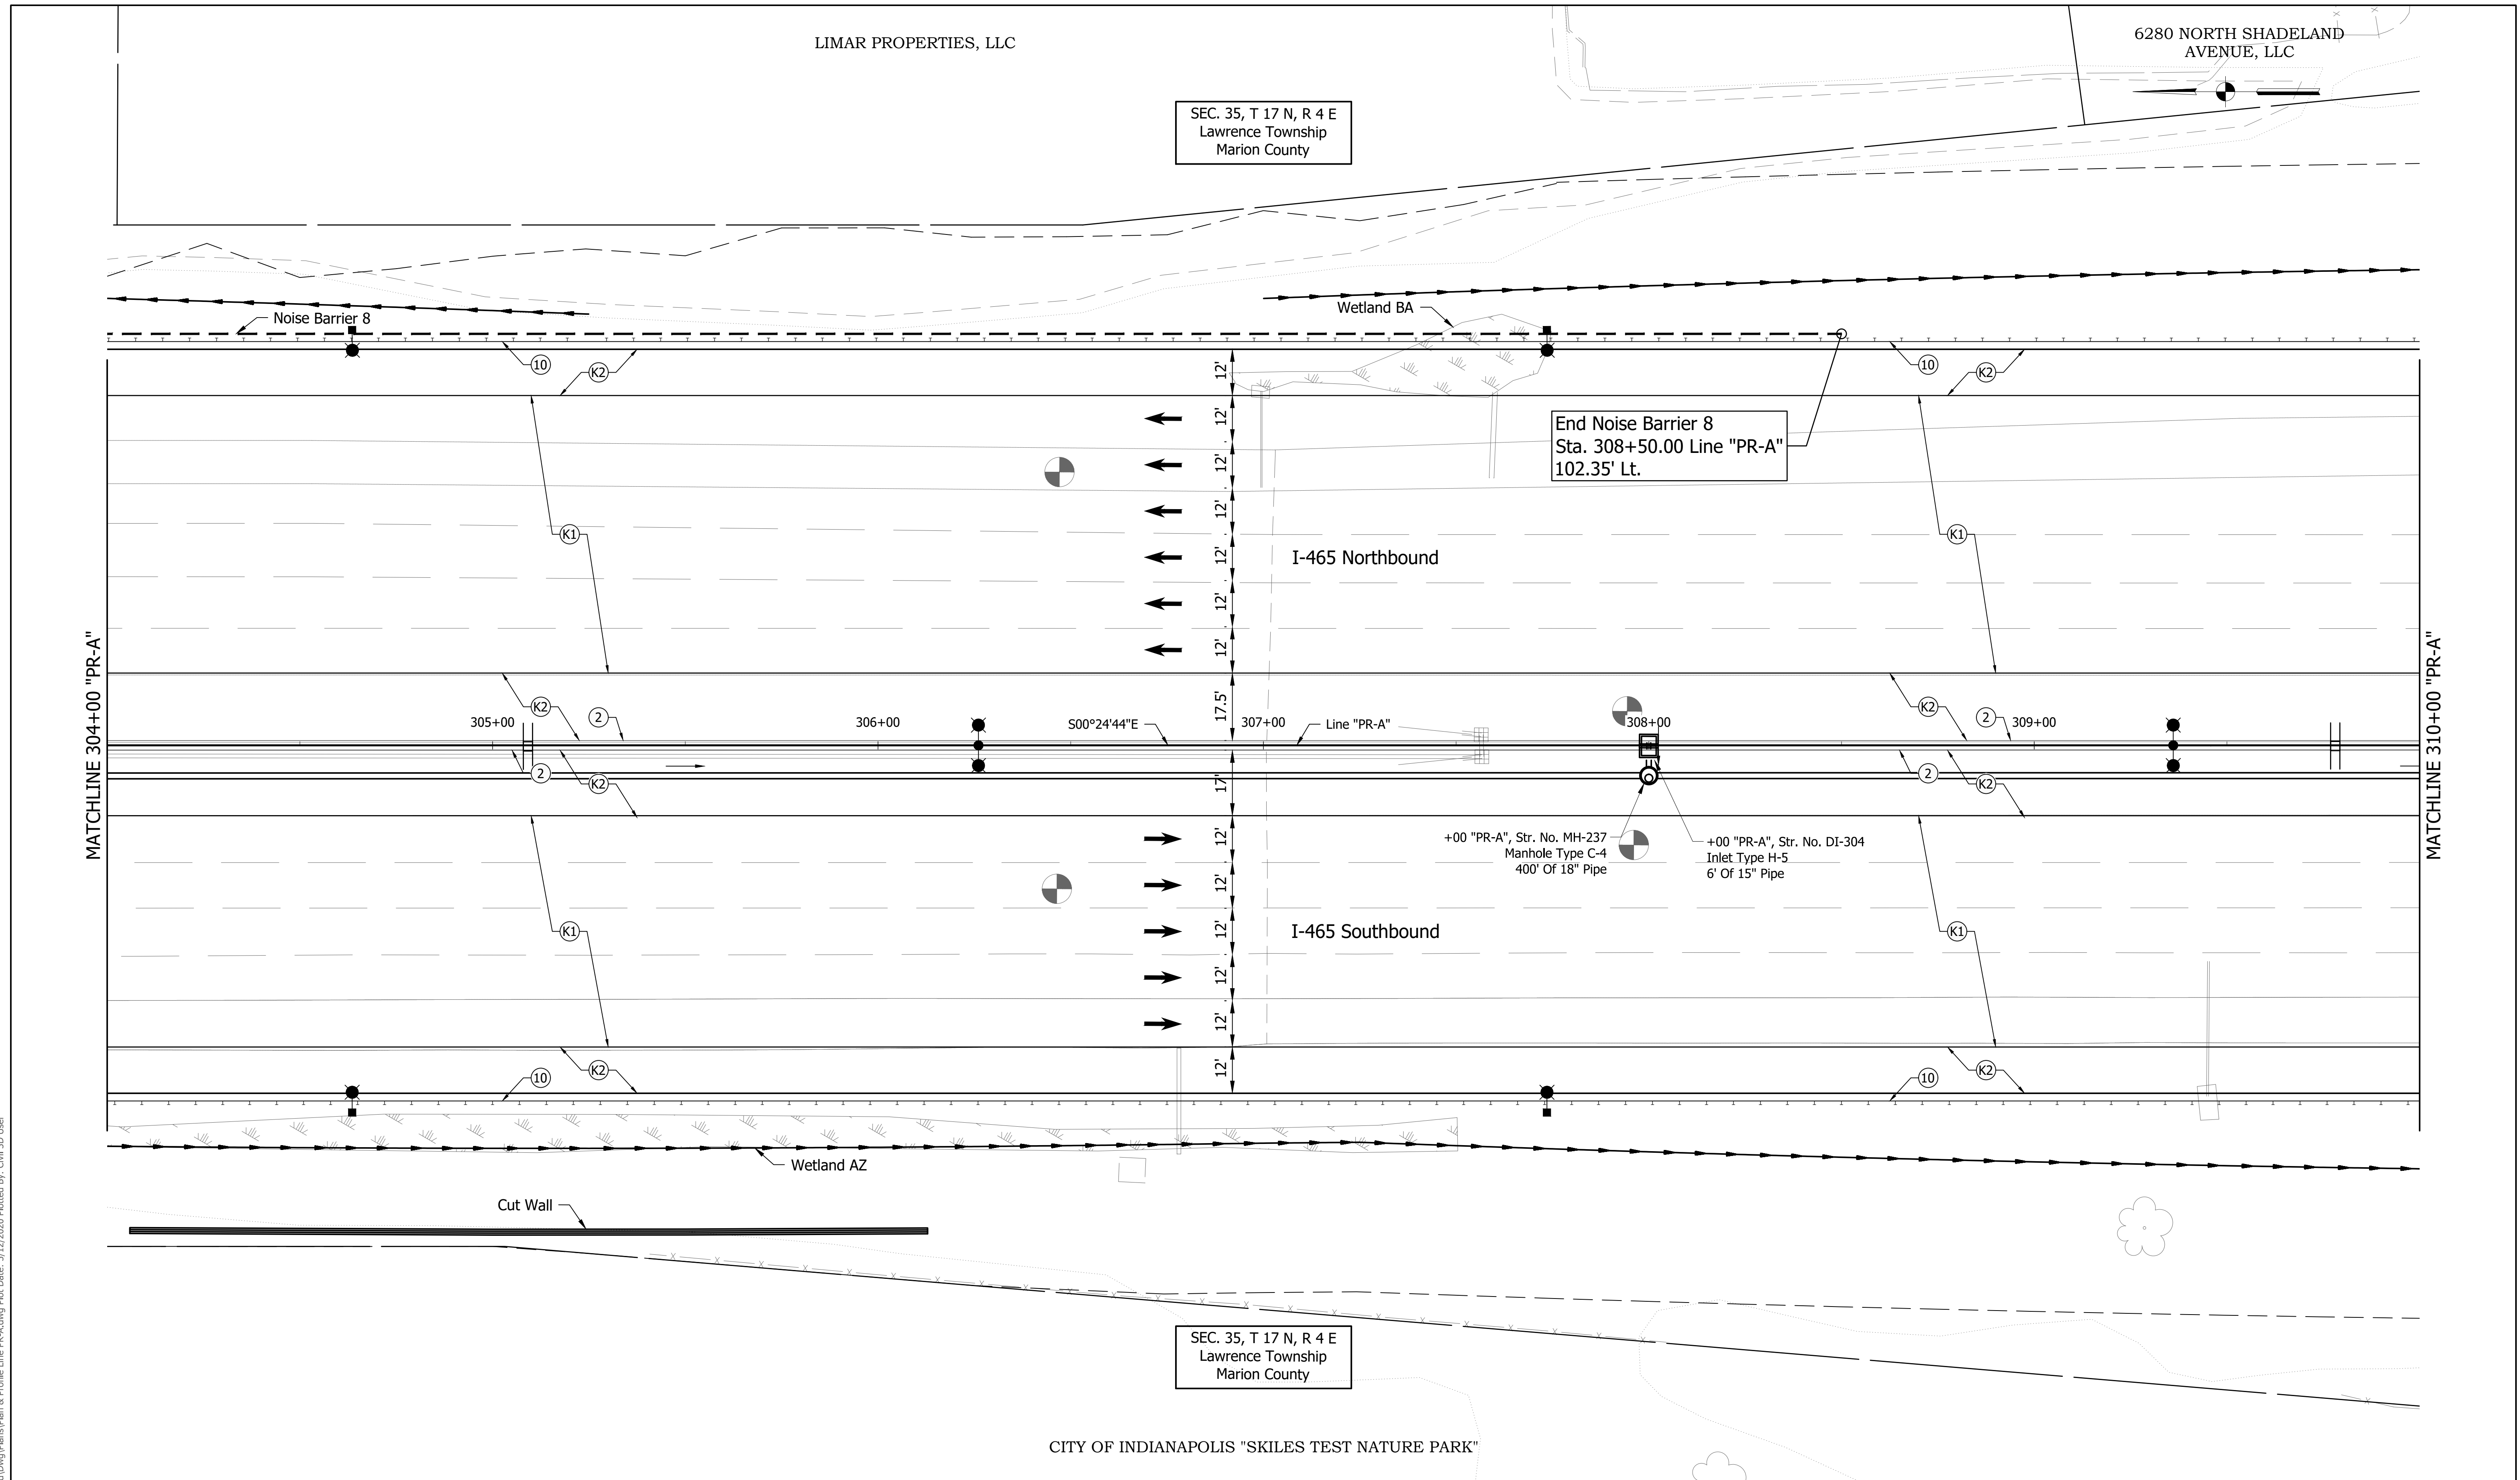 LIMAR PROPERTIES, LLC
6280 NORTH SHADELAND
AVENUE, LLC
SEC. 35, T 17 N, R 4 E
Lawrence Township
Marion County
Noise Barrier 8
Wetland BA
10
K2
10
K2
End Noise Barrier 8
Sta. 308+50.00 Line "PR-A"
102.35' Lt.
12'
12'
12'
12'
12'
12'
12'
K1
K1
I-465 Northbound
MATCHLINE 304+00 "PR-A"
MATCHLINE 310+00 "PR-A"
17.5'
K2
2
K2
2
305+00
306+00
S00°24'44"E
307+00
Line "PR-A"
308+00
309+00
2
K2
17'
2
K2
+00 "PR-A", Str. No. MH-237
Manhole Type C-4
400' Of 18" Pipe
+00 "PR-A", Str. No. DI-304
Inlet Type H-5
6' Of 15" Pipe
12'
12'
12'
12'
12'
12'
K1
K1
I-465 Southbound
10
K2
10
K2
Wetland AZ
Cut Wall
SEC. 35, T 17 N, R 4 E
Lawrence Township
Marion County
CITY OF INDIANAPOLIS "SKILES TEST NATURE PARK"